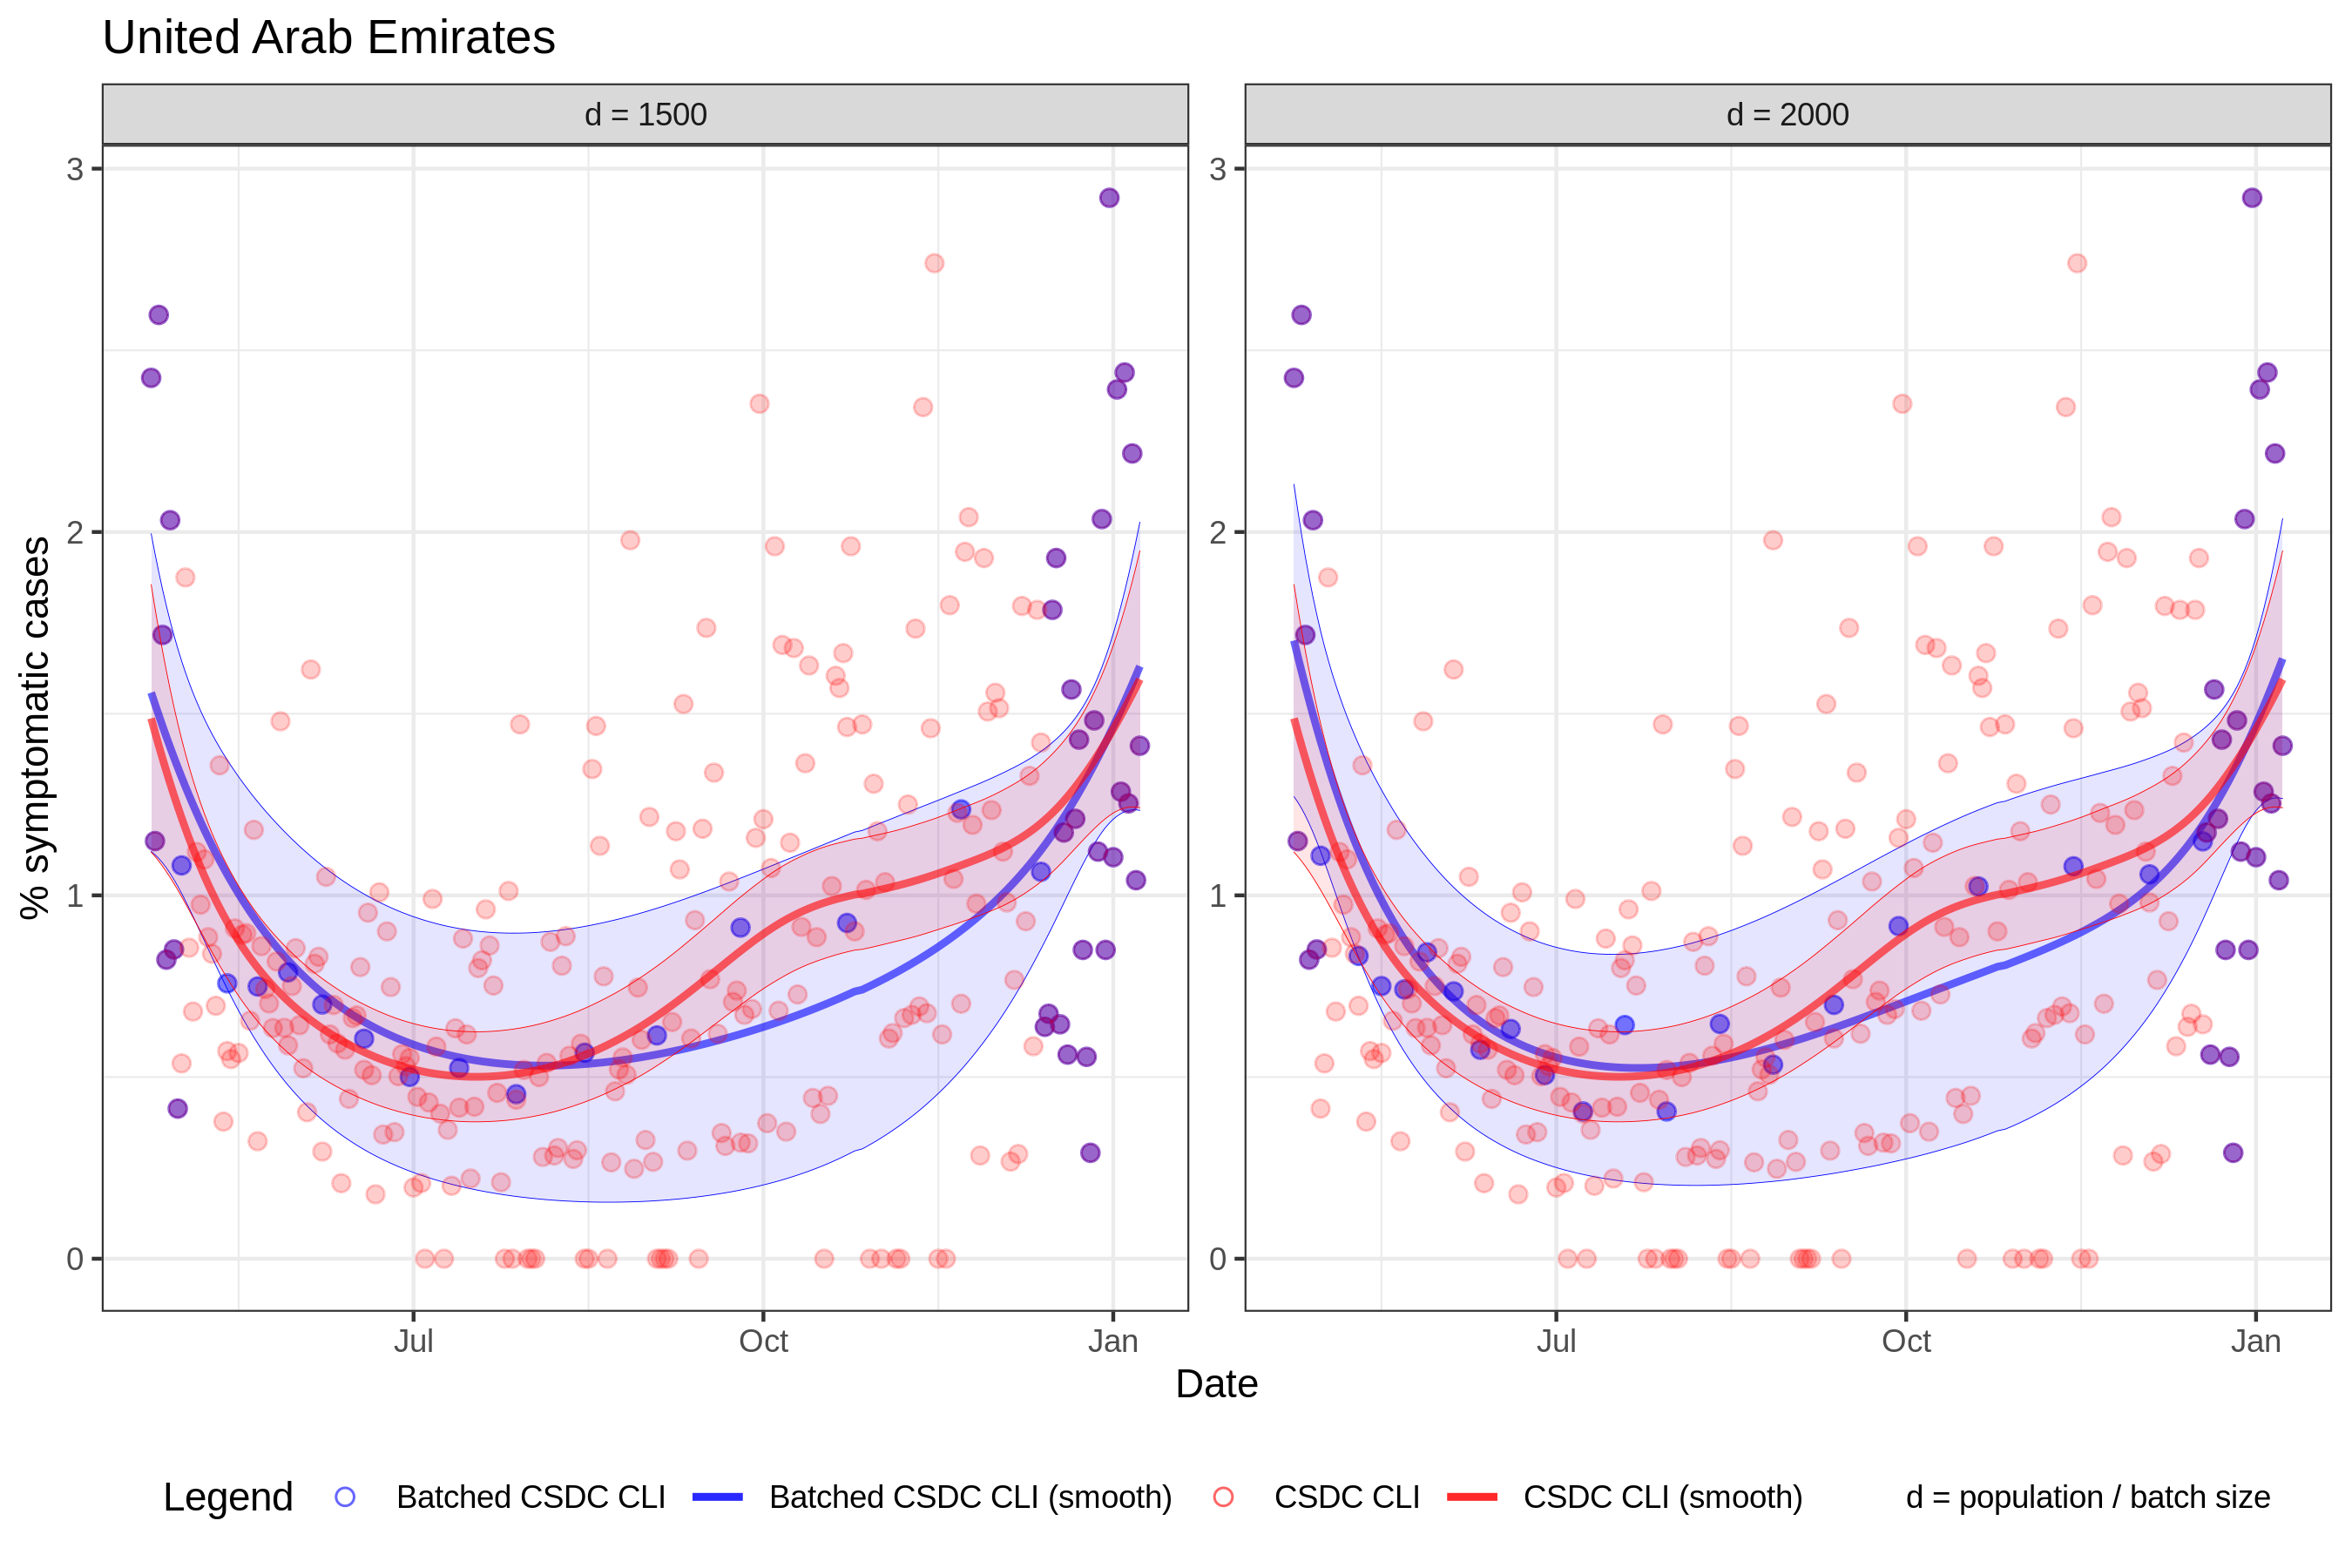 United Arab Emirates
d = 1500
d = 2000
% symptomatic cases
3
2
1
0
3
2
1
0
Jul
Oct
Jan
Jul
Oct
Jan
Date
Legend
Batched CSDC CLI
Batched CSDC CLI (smooth)
CSDC CLI
CSDC CLI (smooth)
d = population / batch size